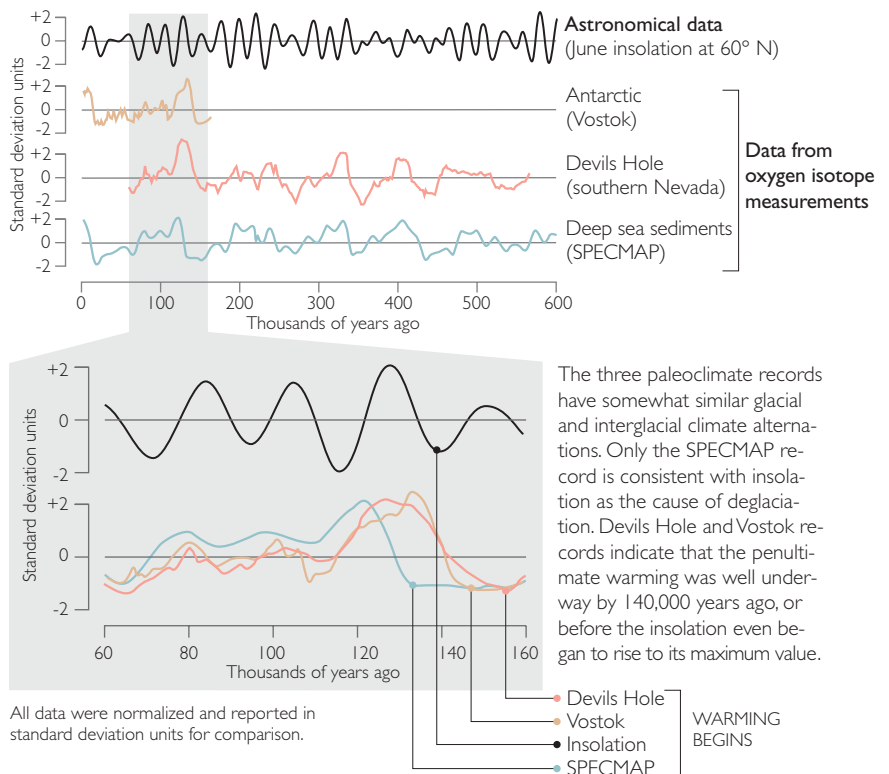 Astronomical data
(June insolation at 60° N)
+2
0
-2
Antarctic
(Vostok)
+2
0
-2
Devils Hole
(southern Nevada)
+2
0
-2
Deep sea sediments
(SPECMAP)
+2
0
-2
Standard deviation units
Data from
oxygen isotope
measurements
0 100 200 300 400 500 600
Thousands of years ago
+2
0
-2
+2
0
-2
Standard deviation units
60 80 100 120 140 160
Thousands of years ago
The three paleoclimate records
have somewhat similar glacial
and interglacial climate alterna-
tions. Only the SPECMAP re-
cord is consistent with insola-
tion as the cause of deglacia-
tion. Devils Hole and Vostok re-
cords indicate that the penulti-
mate warming was well under-
way by 140,000 years ago, or
before the insolation even be-
gan to rise to its maximum value.
All data were normalized and reported in
standard deviation units for comparison.
Devils Hole
Vostok
Insolation
SPECMAP
WARMING
BEGINS